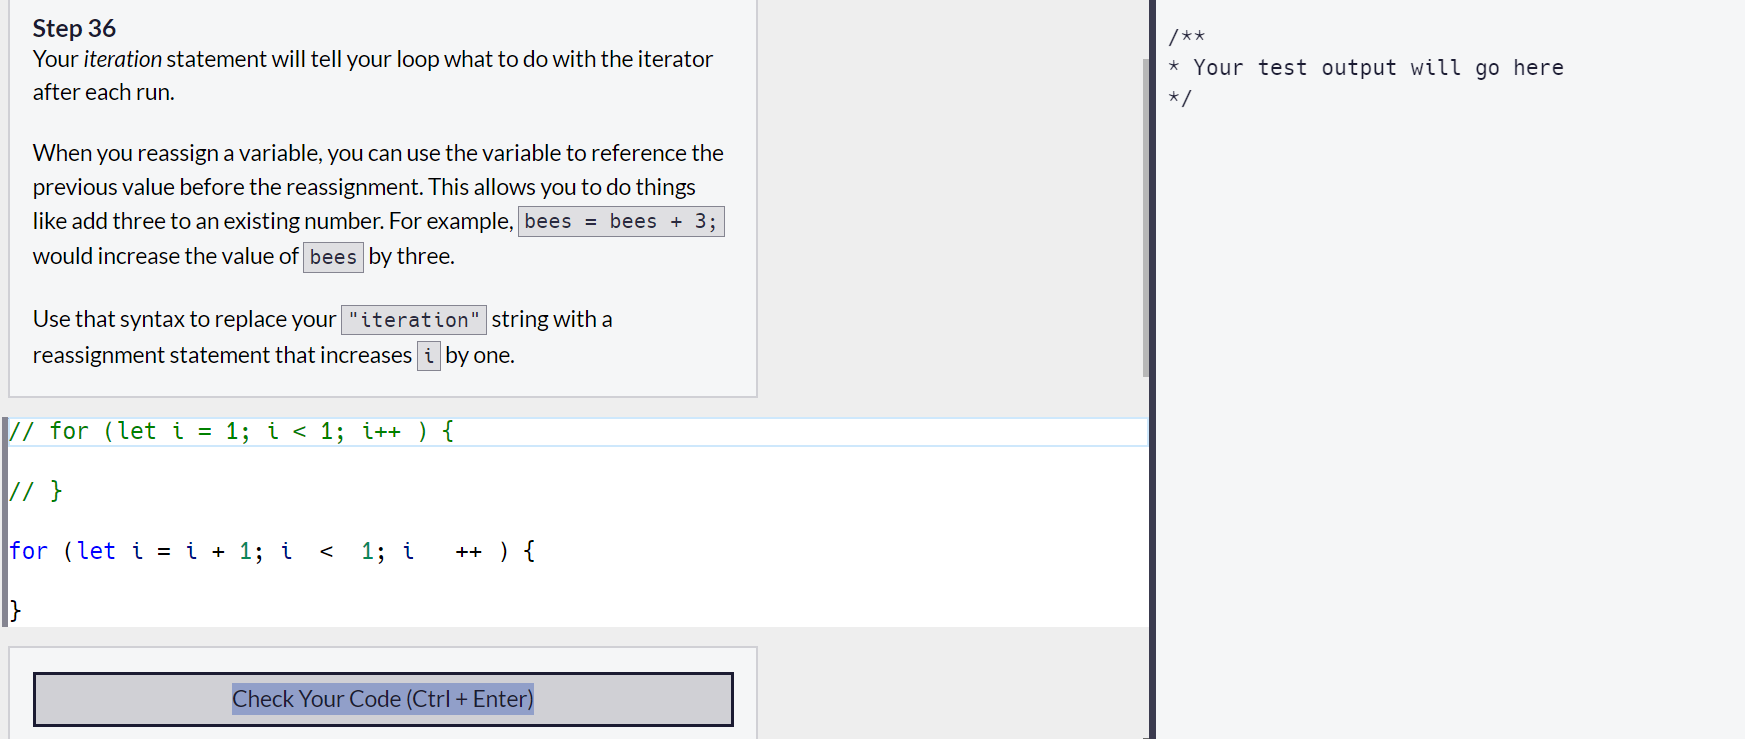 Step 36
Your iteration statement will tell your loop what to do with the iterator
after each run.
When you reassign a variable, you can use the variable to reference the
previous value before the reassignment. This allows you to do things
like add three to an existing number. For example, bees = bees + 3;
would increase the value of bees by three.
Use that syntax to replace your "iteration" string with a
reassignment statement that increases i by one.
// for (let i = 1; i < 1; i++ ) {
// }
for (let i = i + 1; i  <  1; i   ++ ) {
}
Check Your Code (Ctrl + Enter)
/**
* Your test output will go here
*/